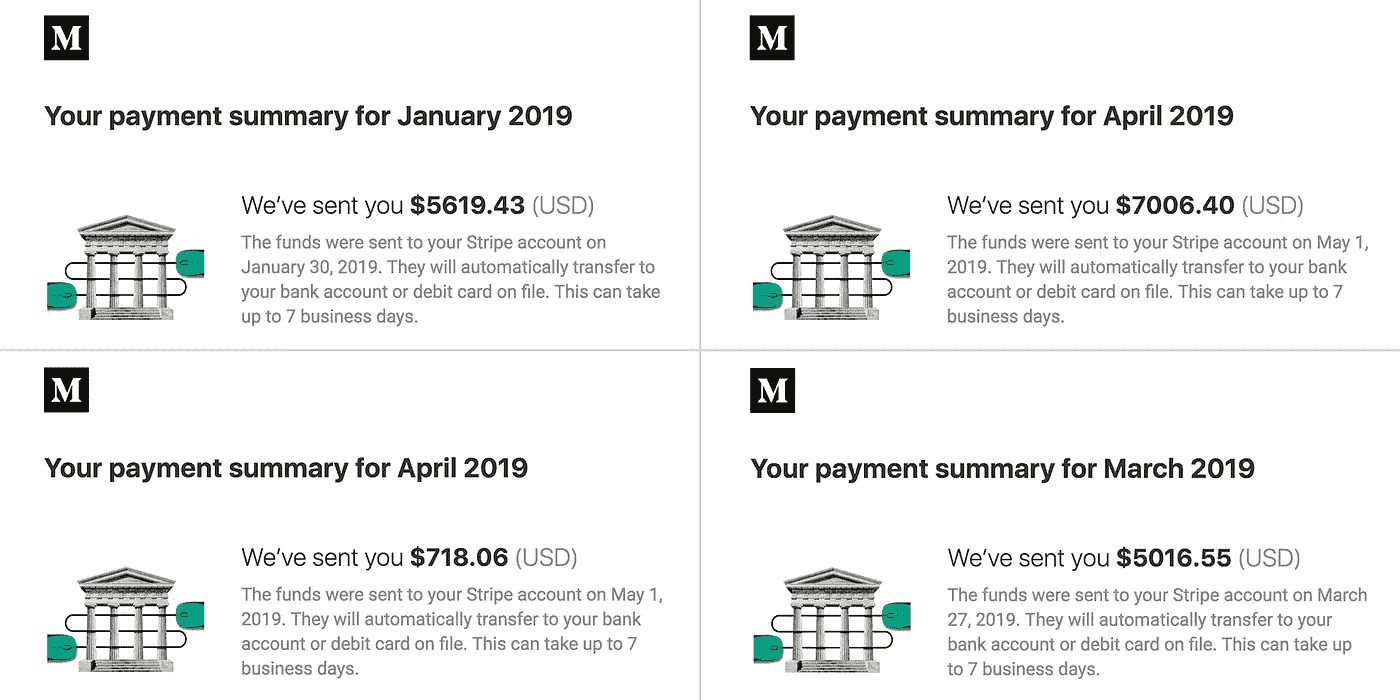 M
Your payment summary for January 2019
We’ve sent you $5619.43 (USD)
The funds were sent to your Stripe account on
January 30, 2019. They will automatically transfer to
your bank account or debit card on file. This can take
up to 7 business days.
M
Your payment summary for April 2019
We’ve sent you $7006.40 (USD)
The funds were sent to your Stripe account on May 1,
2019. They will automatically transfer to your bank
account or debit card on file. This can take up to 7
business days.
M
Your payment summary for April 2019
We’ve sent you $718.06 (USD)
The funds were sent to your Stripe account on May 1,
2019. They will automatically transfer to your bank
account or debit card on file. This can take up to 7
business days.
M
Your payment summary for March 2019
We’ve sent you $5016.55 (USD)
The funds were sent to your Stripe account on March
27, 2019. They will automatically transfer to your
bank account or debit card on file. This can take up
to 7 business days.